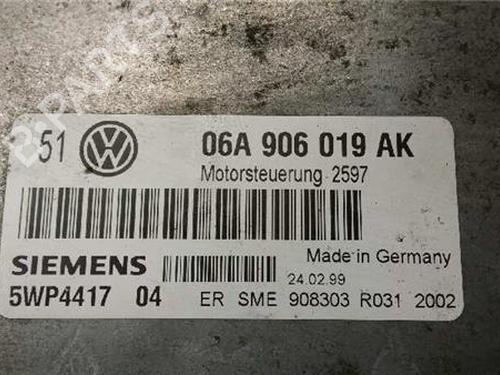 B-PARTS
51 06A 906 019 AK
Motorsteuerung 2597
Made in Germany
SIEMENS 24.02.99
5WP4417 04 ER SME 908303 R031 2002